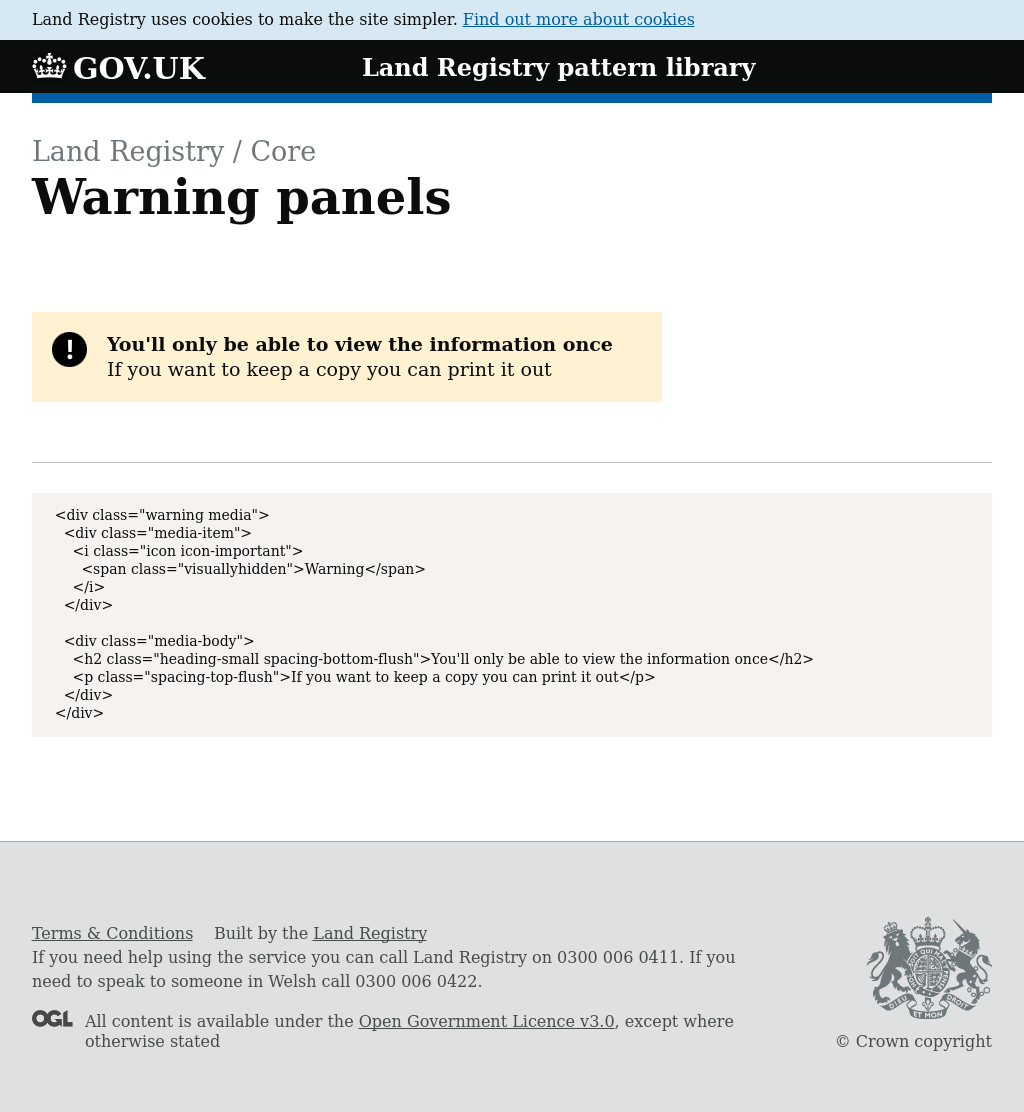 Land Registry uses cookies to make the site simpler. Find out more about cookies
GOV.UK
Land Registry pattern library
Land Registry / Core
Warning panels
You'll only be able to view the information once
If you want to keep a copy you can print it out
<div class="warning media">
  <div class="media-item">
    <i class="icon icon-important">
      <span class="visuallyhidden">Warning</span>
    </i>
  </div>

  <div class="media-body">
    <h2 class="heading-small spacing-bottom-flush">You'll only be able to view the information once</h2>
    <p class="spacing-top-flush">If you want to keep a copy you can print it out</p>
  </div>
</div>
Terms & Conditions Built by the Land Registry
If you need help using the service you can call Land Registry on 0300 006 0411. If you
need to speak to someone in Welsh call 0300 006 0422.
OGL
All content is available under the Open Government Licence v3.0, except where
otherwise stated
DIEU ET MON DROIT
© Crown copyright